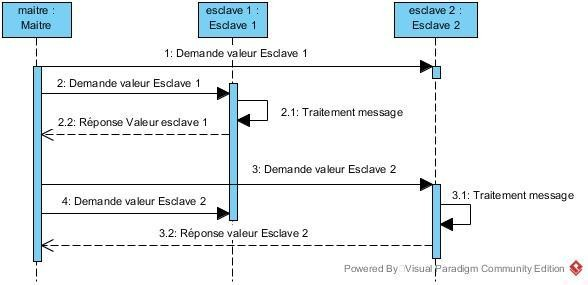 maitre :
Maitre
esclave 1 :
Esclave 1
esclave 2 :
Esclave 2
1: Demande valeur Esclave 1
2: Demande valeur Esclave 1
2.1: Traitement message
2.2: Réponse Valeur esclave 1
3: Demande valeur Esclave 2
3.1: Traitement message
4: Demande valeur Esclave 2
3.2: Réponse valeur Esclave 2
Powered By Visual Paradigm Community Edition